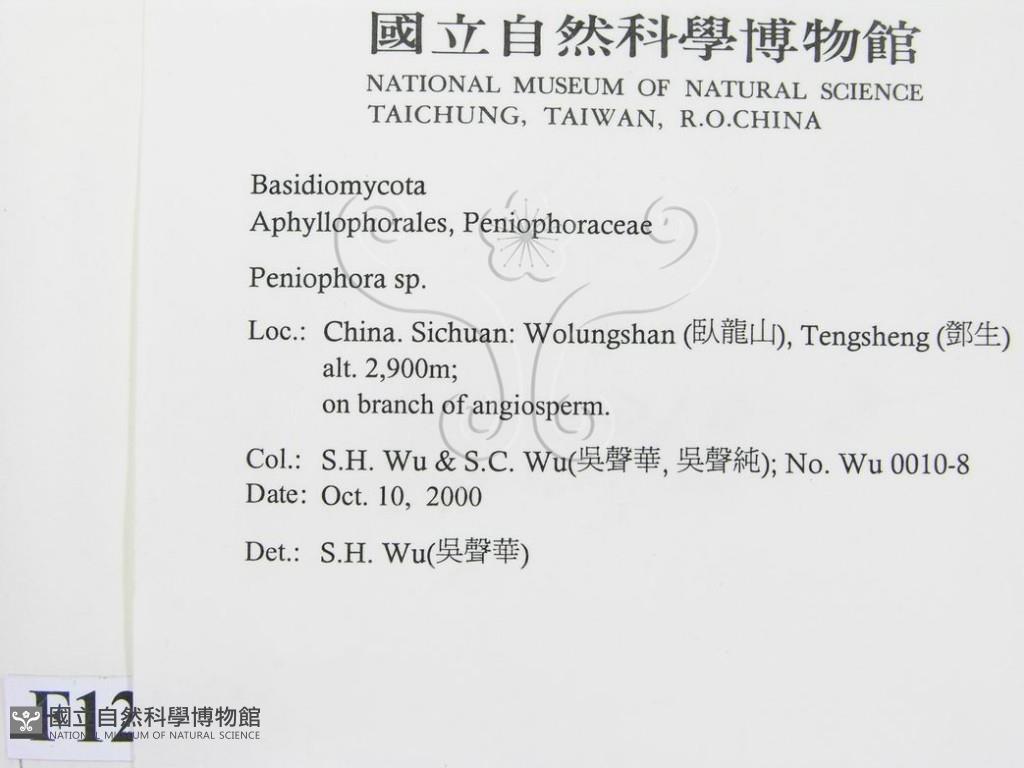 國立自然科學博物館
NATIONAL MUSEUM OF NATURAL SCIENCE
TAICHUNG, TAIWAN, R.O.CHINA
Basidiomycota
Aphyllophorales, Peniophoraceae
Peniophora sp.
Loc.: China. Sichuan: Wolungshan (臥龍山), Tengsheng (鄧生)
alt. 2,900m;
on branch of angiosperm.
Col.: S.H. Wu & S.C. Wu(吳聲華, 吳聲純); No. Wu 0010-8
Date: Oct. 10, 2000
Det.: S.H. Wu(吳聲華)
F12
國立自然科學博物館
NATIONAL MUSEUM OF NATURAL SCIENCE